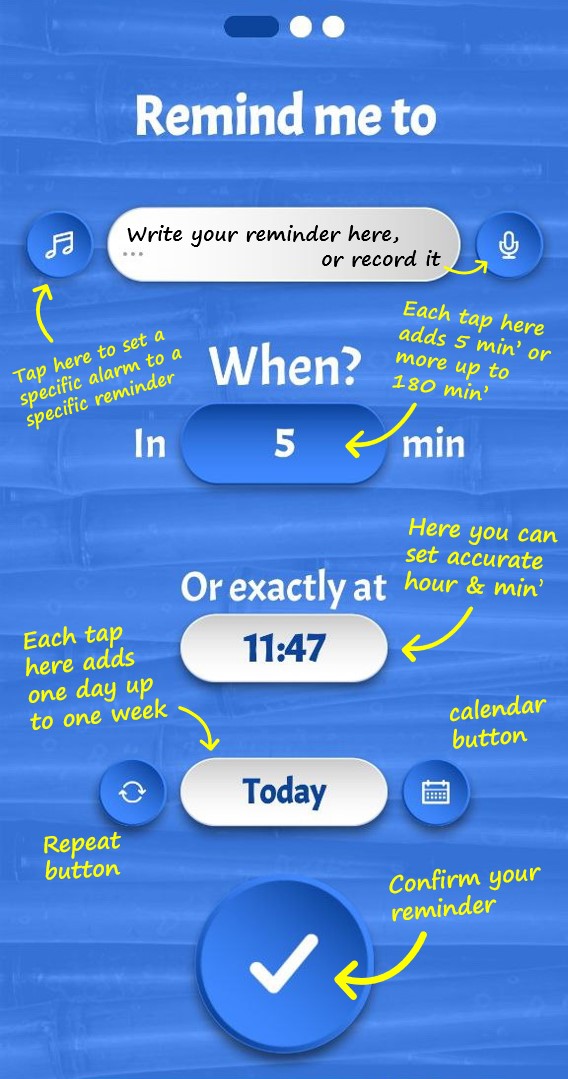 Remind me to
Write your reminder here,
or record it
Tap here to set a
specific alarm to a
specific reminder
Each tap here
adds 5 min' or
more up to
180 min'
When?
In 5 min
Here you can
set accurate
hour & min'
Or exactly at
11:47
Each tap
here adds
one day up
to one week
calendar
button
Today
Repeat
button
Confirm your
reminder